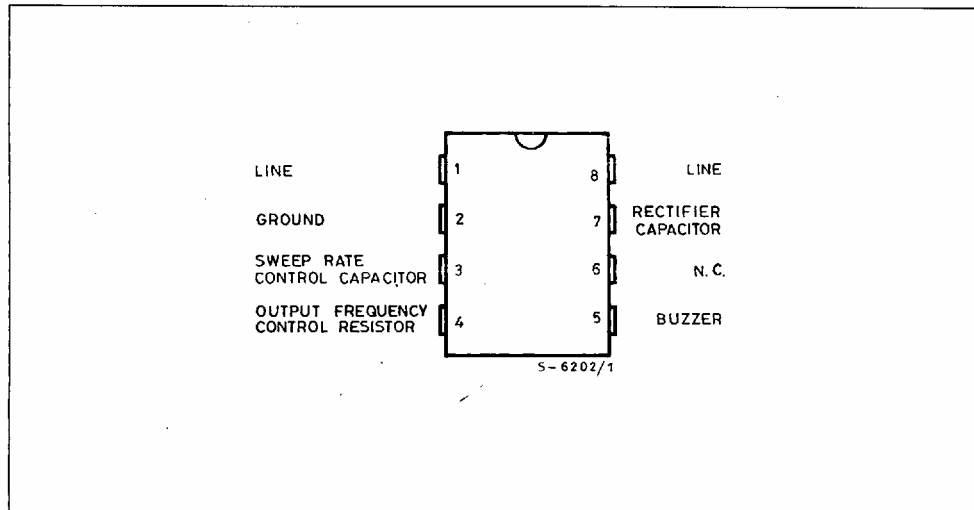 LINE
GROUND
SWEEP RATE
CONTROL CAPACITOR
OUTPUT FREQUENCY
CONTROL RESISTOR
1
2
3
4
8
7
6
5
LINE
RECTIFIER
CAPACITOR
N.C.
BUZZER
S-6202/1